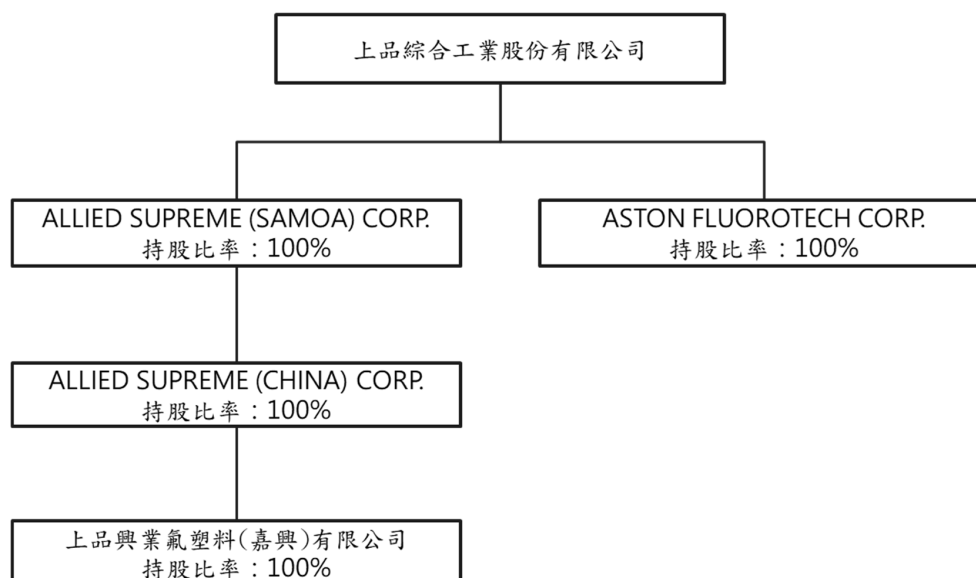 上品綜合工業股份有限公司
ALLIED SUPREME (SAMOA) CORP.
持股比率：100%
ASTON FLUOROTECH CORP.
持股比率：100%
ALLIED SUPREME (CHINA) CORP.
持股比率：100%
上品興業氟塑料(嘉興)有限公司
持股比率：100%